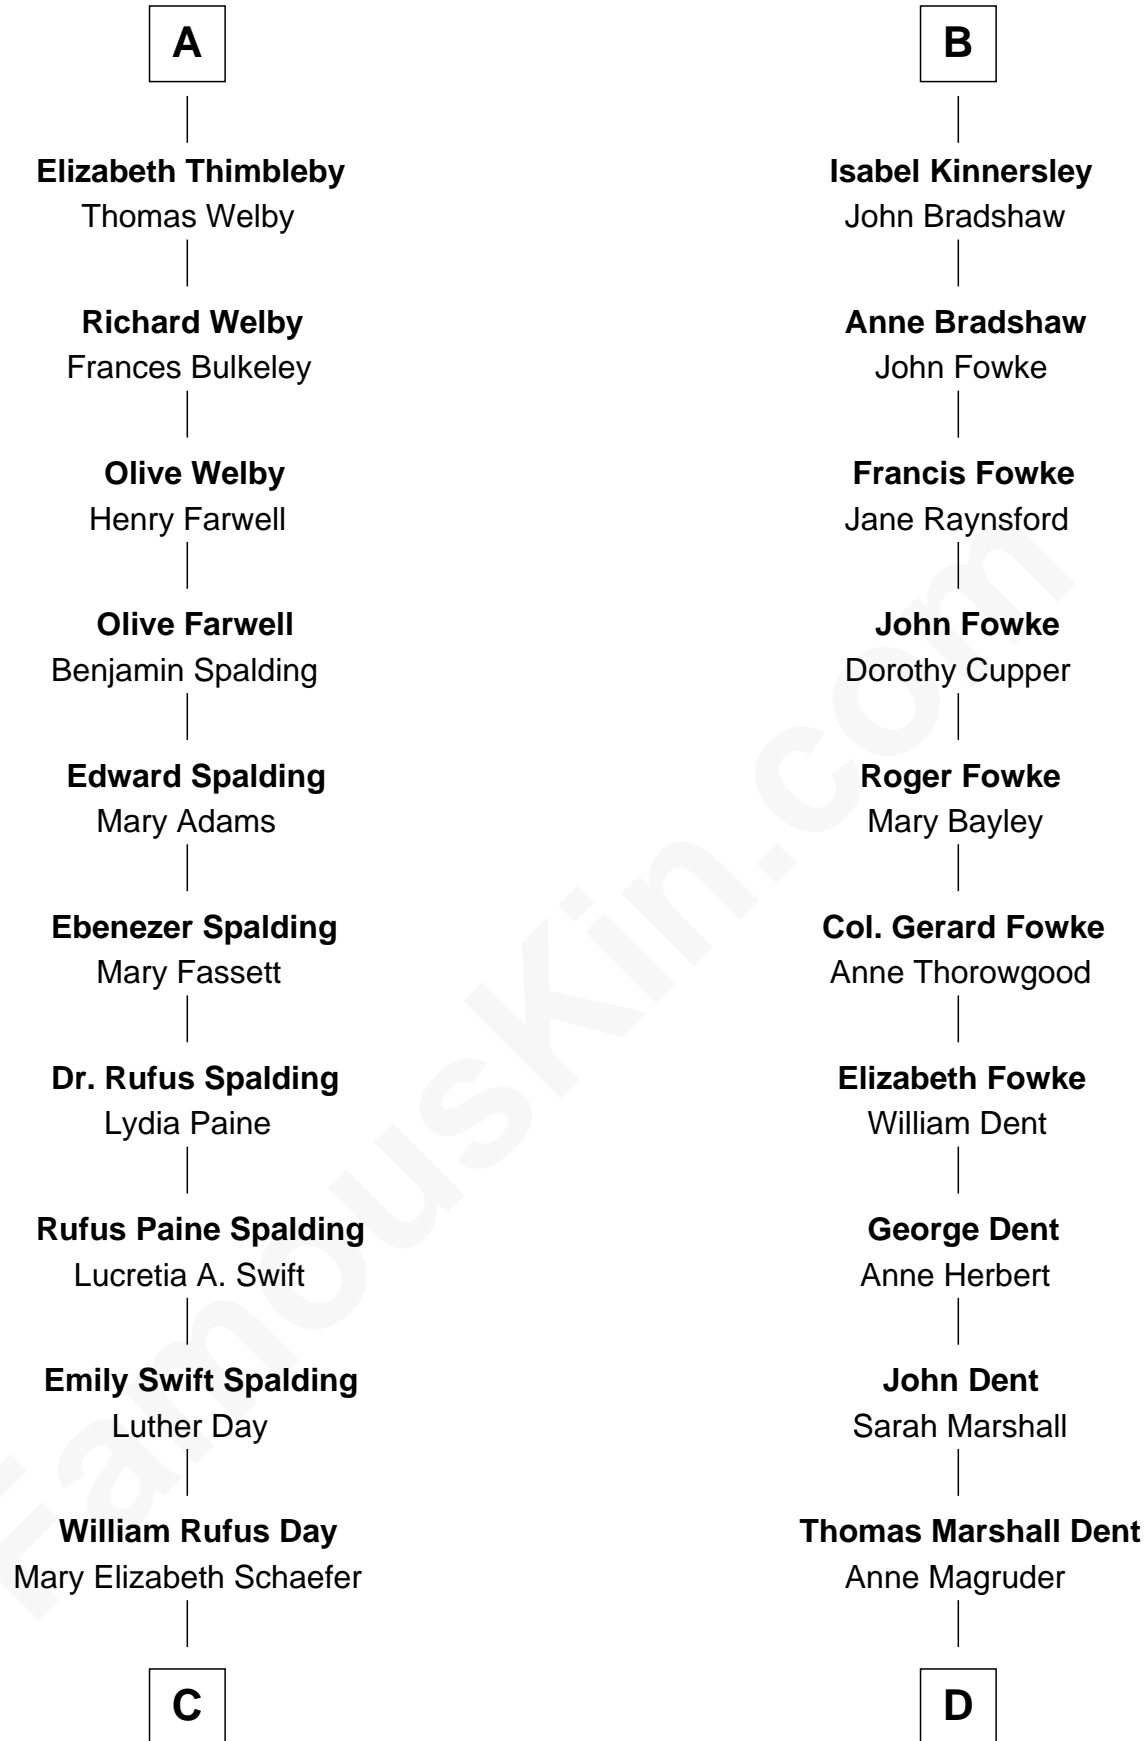 A
Elizabeth Thimbleby
Thomas Welby
Richard Welby
Frances Bulkeley
Olive Welby
Henry Farwell
Olive Farwell
Benjamin Spalding
Edward Spalding
Mary Adams
Ebenezer Spalding
Mary Fassett
Dr. Rufus Spalding
Lydia Paine
Rufus Paine Spalding
Lucretia A. Swift
Emily Swift Spalding
Luther Day
William Rufus Day
Mary Elizabeth Schaefer
C
B
Isabel Kinnersley
John Bradshaw
Anne Bradshaw
John Fowke
Francis Fowke
Jane Raynsford
John Fowke
Dorothy Cupper
Roger Fowke
Mary Bayley
Col. Gerard Fowke
Anne Thorowgood
Elizabeth Fowke
William Dent
George Dent
Anne Herbert
John Dent
Sarah Marshall
Thomas Marshall Dent
Anne Magruder
D
FamousKin.com